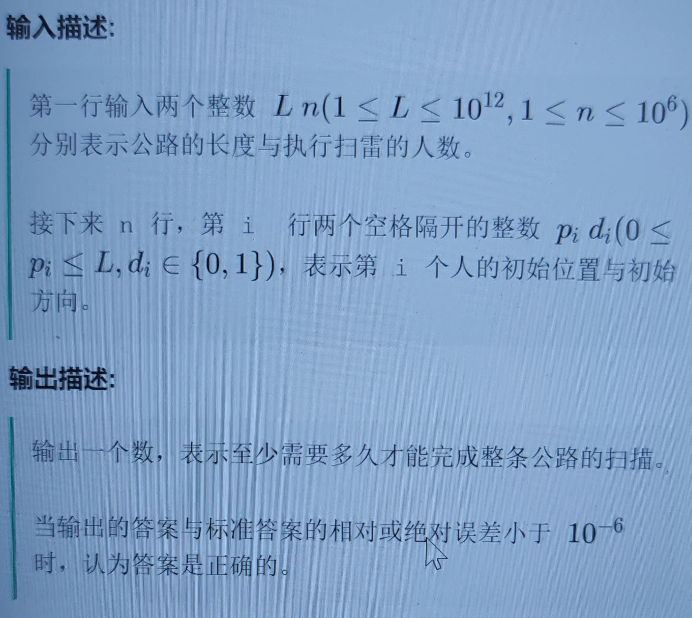 输入描述:
第一行输入两个整数 L n(1 ≤ L ≤ 10^12, 1 ≤ n ≤ 10^6)
分别表示公路的长度与执行扫雷的人数。
接下来 n 行，第 i 行两个空格隔开的整数 p_i d_i(0 ≤
p_i ≤ L, d_i ∈ {0, 1})，表示第 i 个人的初始位置与初始
方向。
输出描述:
输出一个数，表示至少需要多久才能完成整条公路的扫描。
当输出的答案与标准答案的相对或绝对误差小于 10^−6
时，认为答案是正确的。